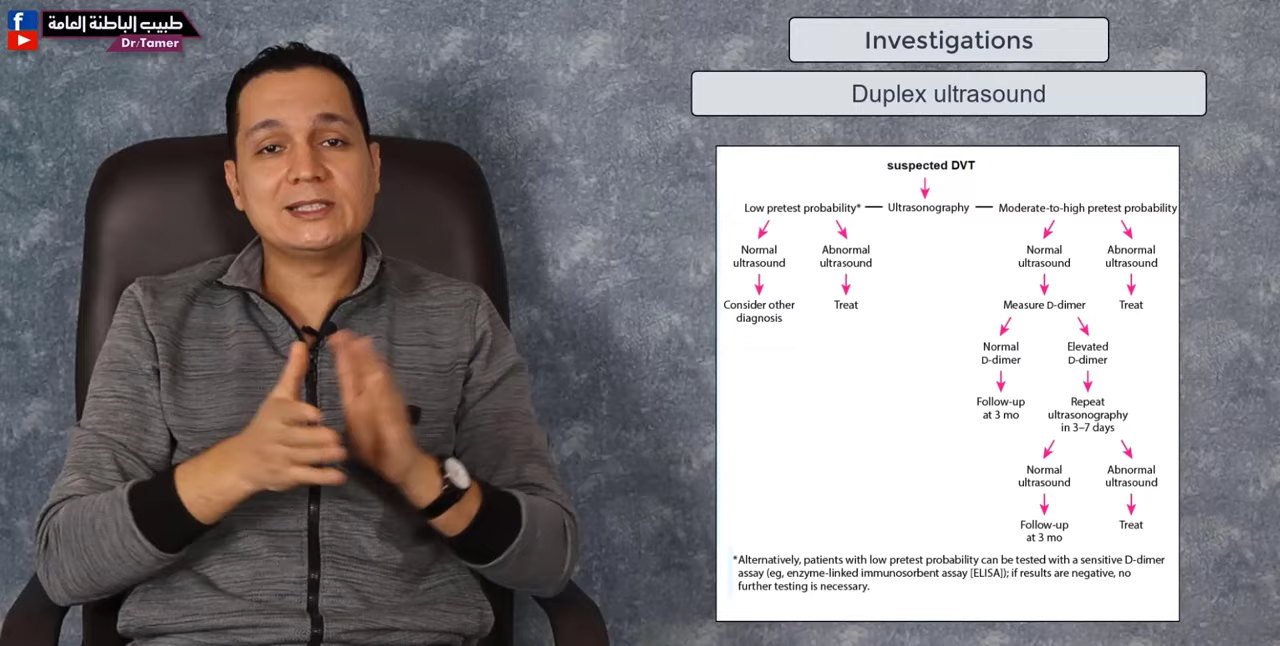 f طبيب الباطنة العامة
Dr/Tamer
Investigations
Duplex ultrasound
suspected DVT
Low pretest probability* — Ultrasonography — Moderate-to-high pretest probability
Normal ultrasound
Abnormal ultrasound
Normal ultrasound
Abnormal ultrasound
Consider other diagnosis
Treat
Measure D-dimer
Treat
Normal D-dimer
Elevated D-dimer
Follow-up at 3 mo
Repeat ultrasonography in 3–7 days
Normal ultrasound
Abnormal ultrasound
Follow-up at 3 mo
Treat
*Alternatively, patients with low pretest probability can be tested with a sensitive D-dimer
assay (eg, enzyme-linked immunosorbent assay [ELISA]); if results are negative, no
further testing is necessary.